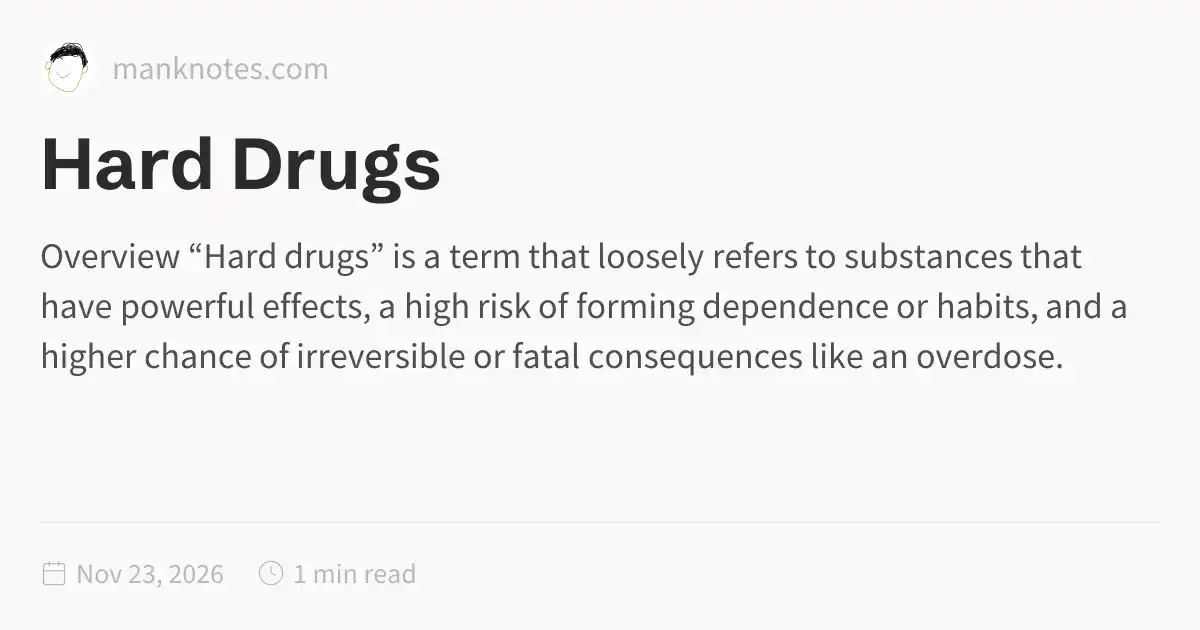 manknotes.com
Hard Drugs
Overview “Hard drugs” is a term that loosely refers to substances that
have powerful effects, a high risk of forming dependence or habits, and a
higher chance of irreversible or fatal consequences like an overdose.
Nov 23, 2026 1 min read